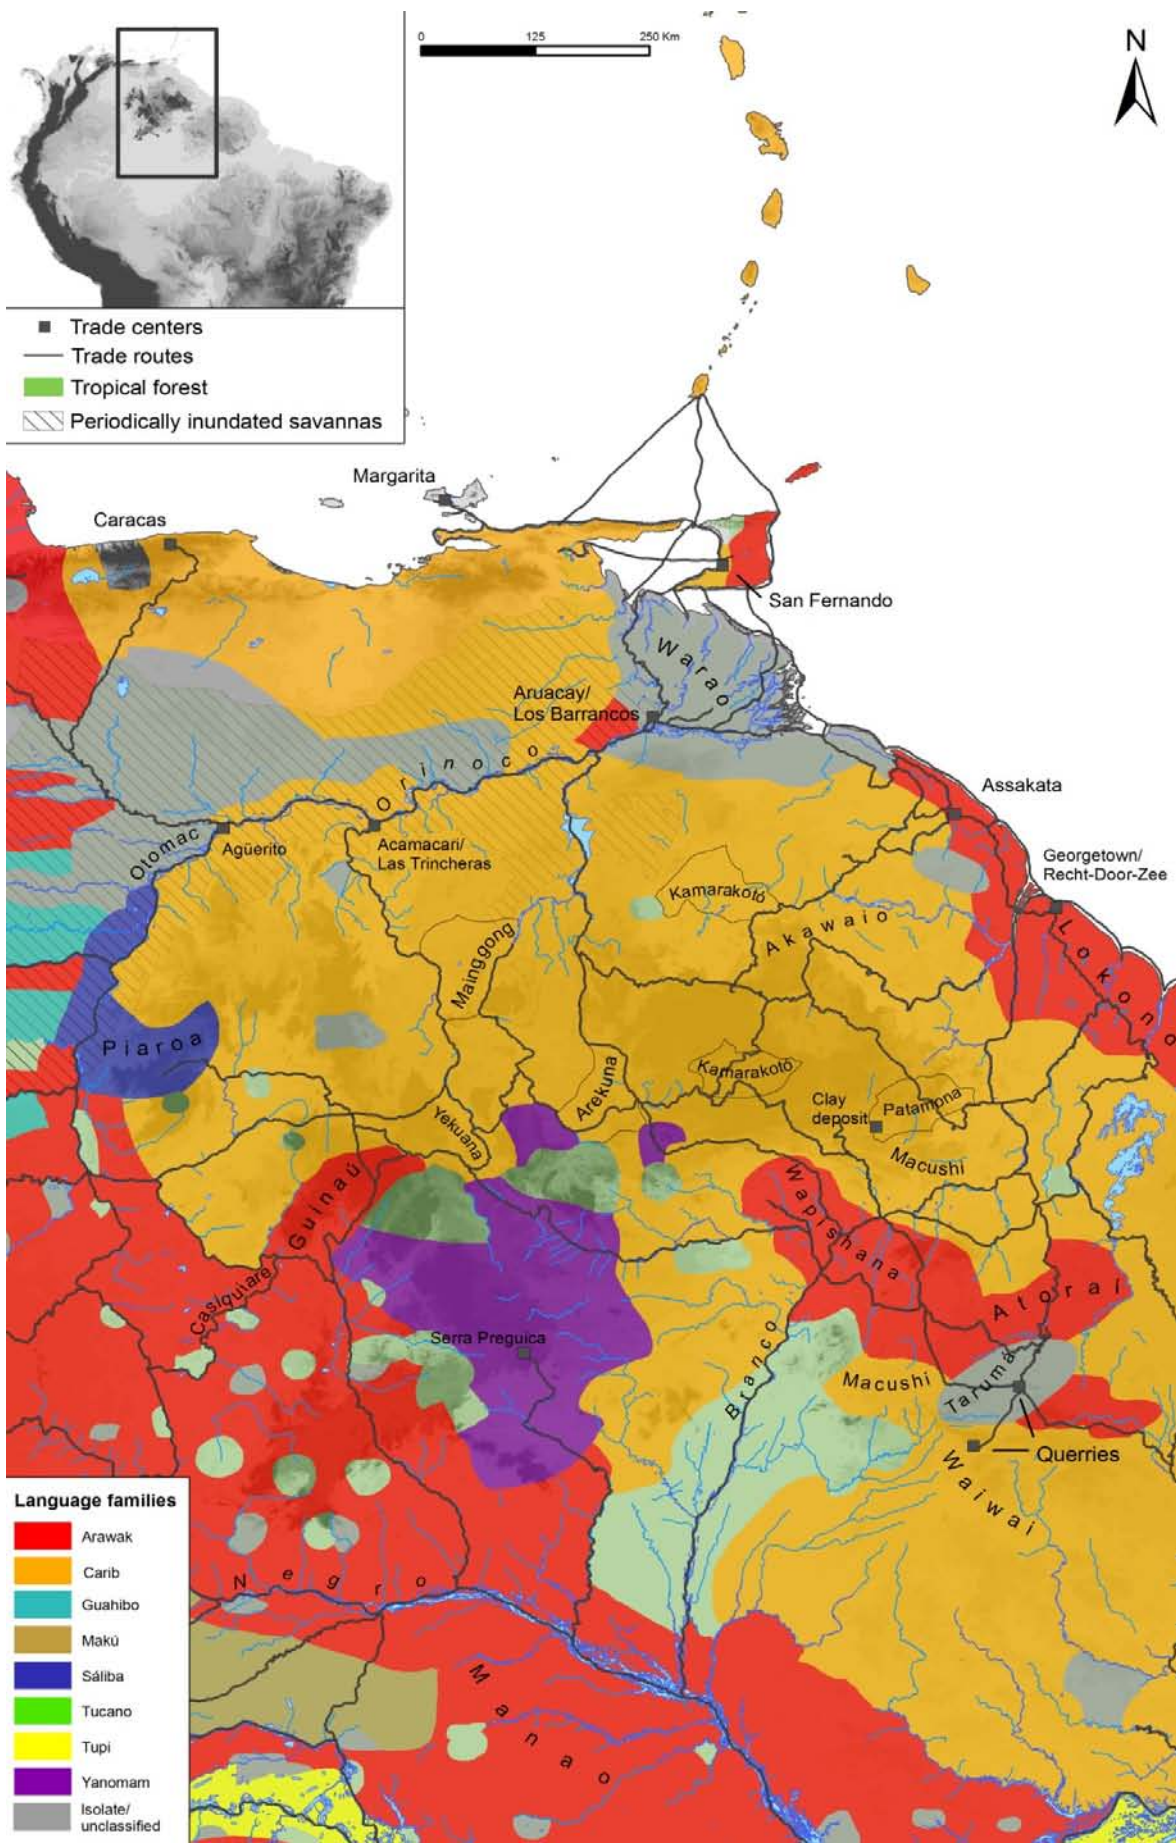 0 125 250 Km
N
Trade centers
Trade routes
Tropical forest
Periodically inundated savannas
Margarita
Caracas
San Fernando
Warao
Aruacay/
Los Barrancos
Orinoco
Assakata
Otomac
Agüerito
Acamacari/
Las Trincheras
Georgetown/
Recht-Door-Zee
Kamarakotó
Akawaio
Lokono
Mainggong
Piaroa
Kamarakotó
Arekuna
Clay
deposit
Patamona
Yekuana
Macushi
Guinaú
Wapishana
Casiquiare
Atorai
Serra Preguica
Branco
Macushi
Tarumá
Querries
Waiwai
Negro
Manao
Language families
Arawak
Carib
Guahibo
Makú
Sáliba
Tucano
Tupi
Yanomam
Isolate/
unclassified